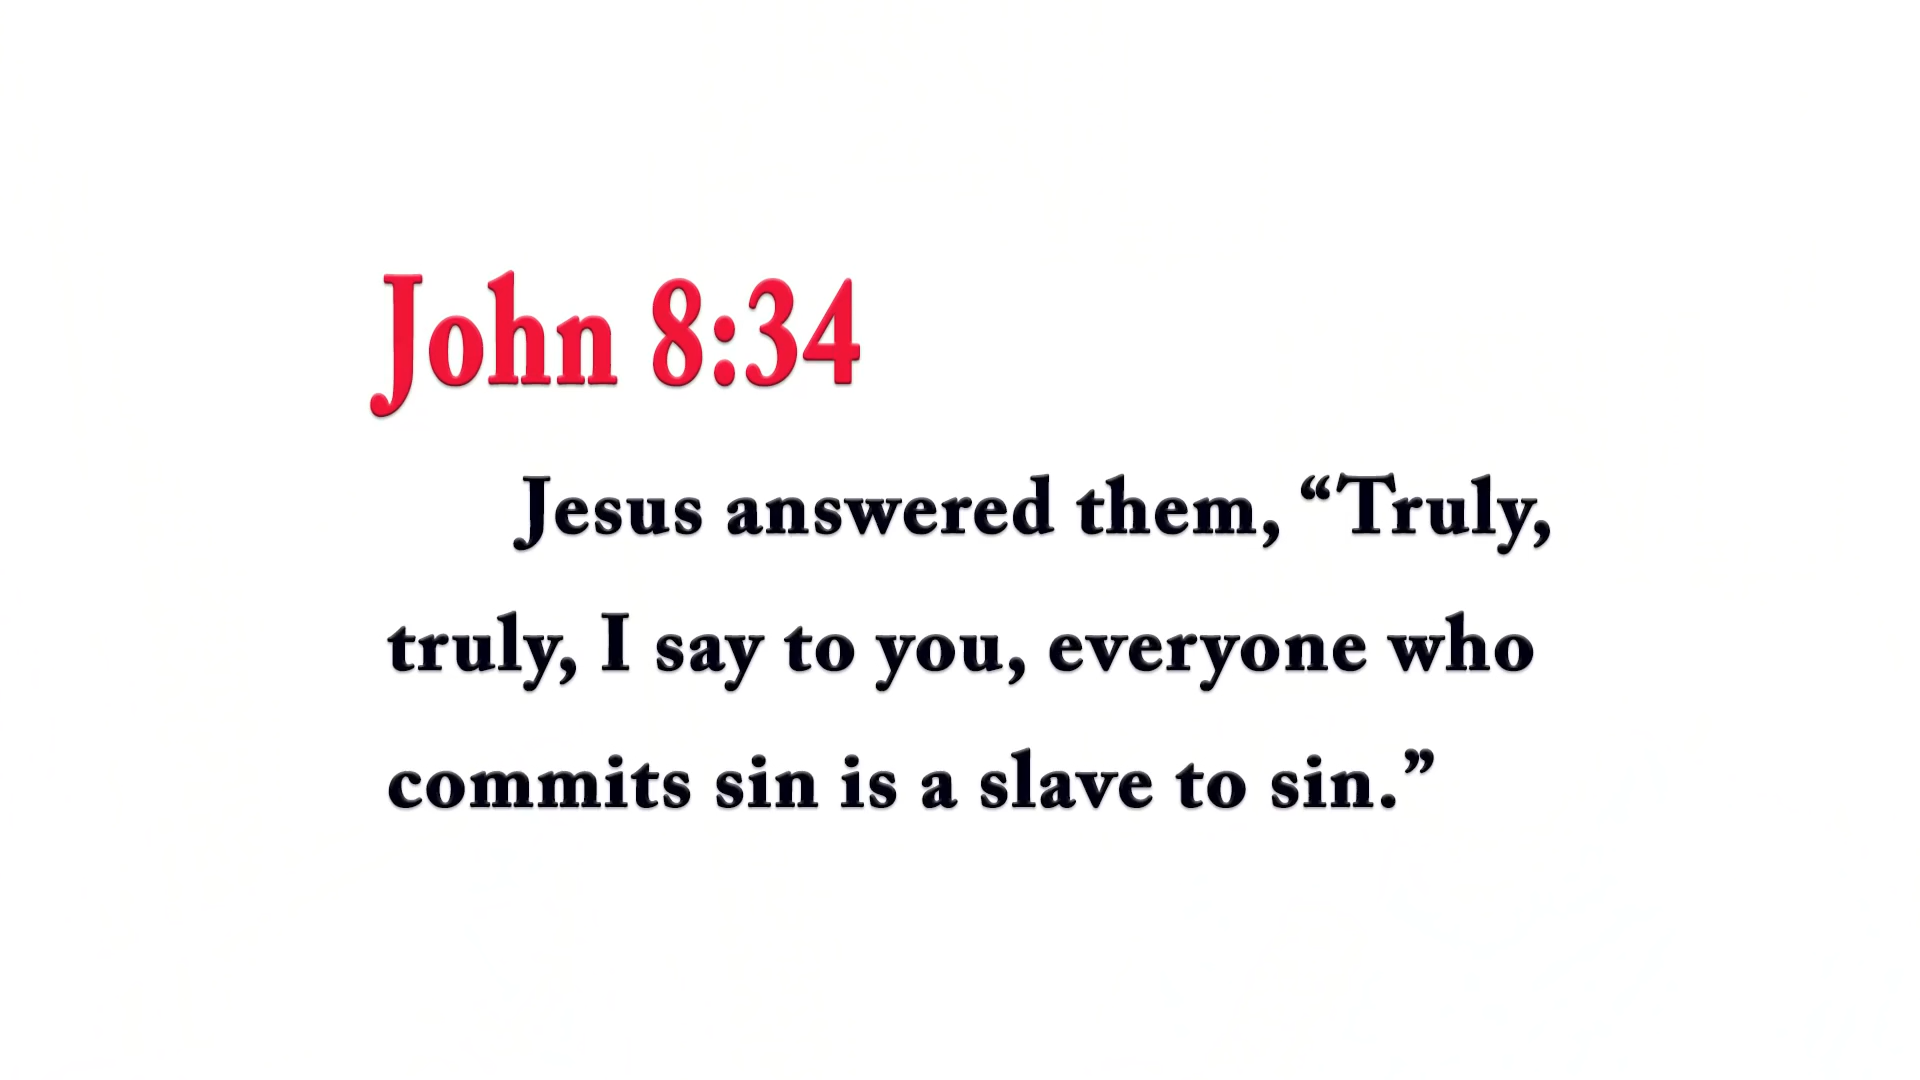 John 8:34
Jesus answered them, “Truly,
truly, I say to you, everyone who
commits sin is a slave to sin.”